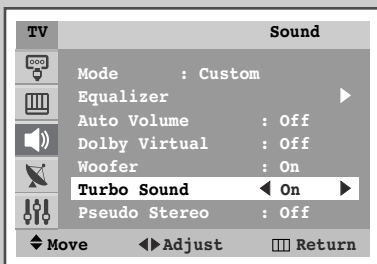 TV Sound
Mode : Custom
Equalizer
Auto Volume : Off
Dolby Virtual : Off
Woofer : On
Turbo Sound On
Pseudo Stereo : Off
Move Adjust Return